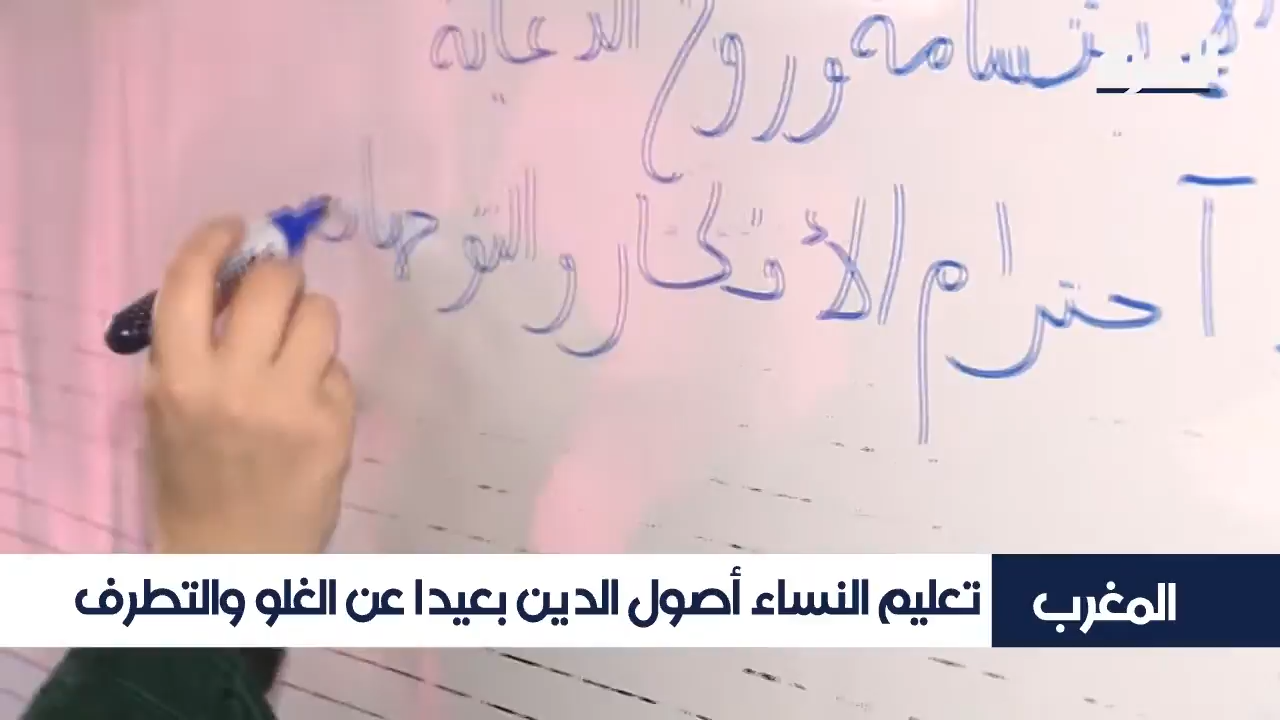 الابتسامة وروح الدعابة
آ احترام الأفكار والتوجهات
المغرب
تعليم النساء أصول الدين بعيدا عن الغلو والتطرف